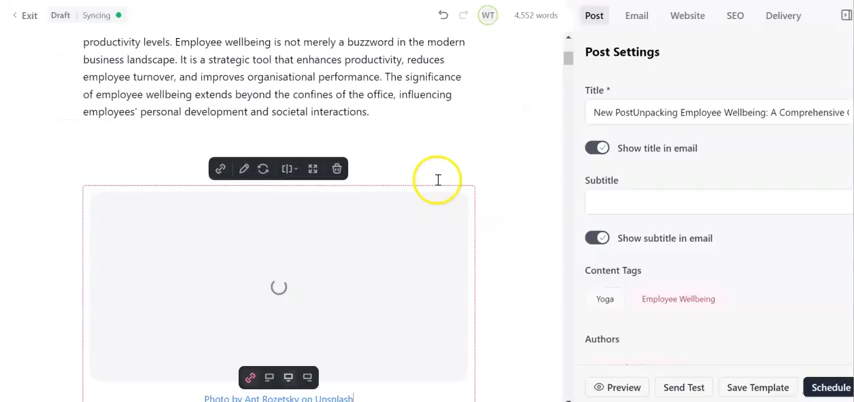 Exit Draft Syncing WT 4,552 words Post Email Website SEO Delivery
productivity levels. Employee wellbeing is not merely a buzzword in the modern
business landscape. It is a strategic tool that enhances productivity, reduces
employee turnover, and improves organisational performance. The significance
of employee wellbeing extends beyond the confines of the office, influencing
employees' personal development and societal interactions.
Photo by Ant Rozetsky on Unsplash
Post Settings
Title *
New PostUnpacking Employee Wellbeing: A Comprehensive
Show title in email
Subtitle
Show subtitle in email
Content Tags
Yoga Employee Wellbeing
Authors
Preview Send Test Save Template Schedule